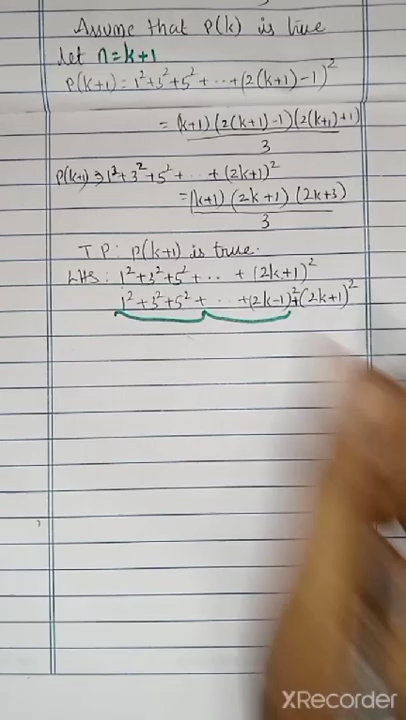 Assume that P(k) is true
let n=k+1
P(k+1) = 1²+3²+5²+ ... +(2(k+1)-1)²
= (k+1)(2(k+1)-1)(2(k+1)+1)
3
P(k+1) ⇒ 1²+3²+5²+ ... +(2k+1)²
= (k+1)(2k+1)(2k+3)
3
TP: P(k+1) is true.
LHS: 1²+3²+5²+ ... +(2k+1)²
1²+3²+5²+ ... +(2k-1)²+(2k+1)²
XRecorder